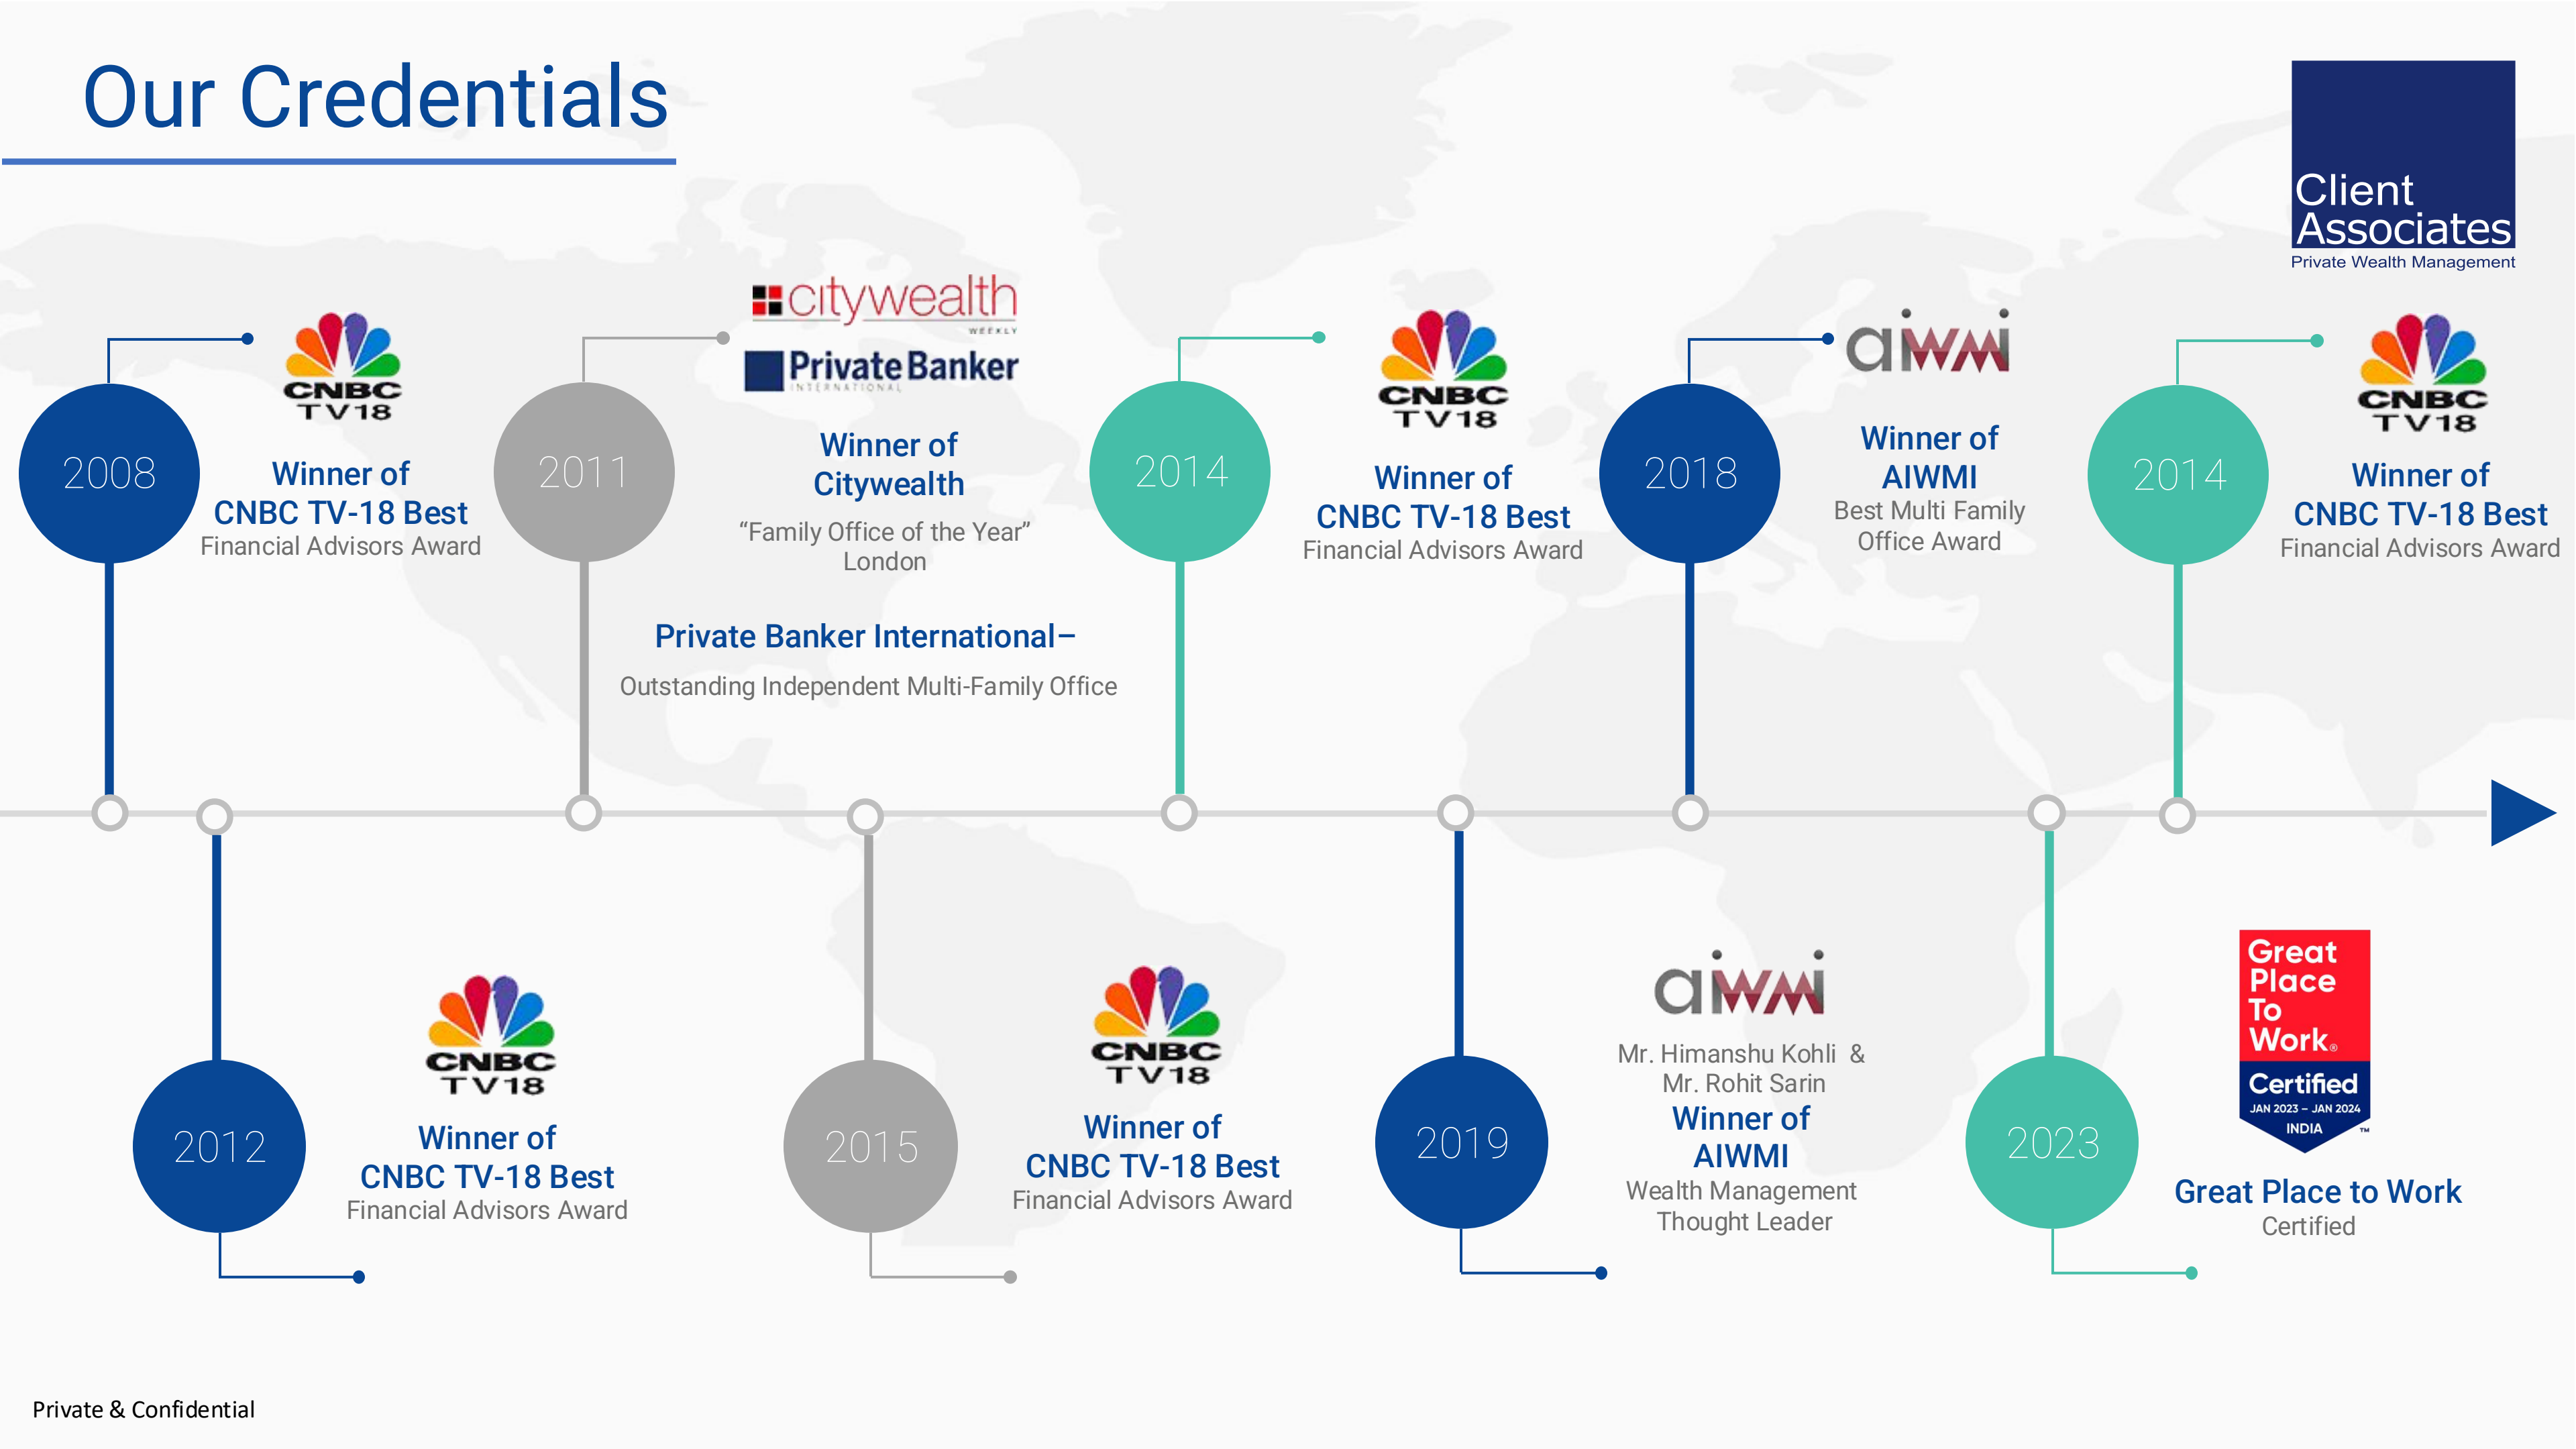 Our Credentials
Client
Associates
Private Wealth Management
2008
CNBC
TV18
Winner of
CNBC TV-18 Best
Financial Advisors Award
2011
citywealth
WEEKLY
Private Banker
INTERNATIONAL
Winner of
Citywealth
“Family Office of the Year”
London
Private Banker International–
Outstanding Independent Multi-Family Office
2014
CNBC
TV18
Winner of
CNBC TV-18 Best
Financial Advisors Award
2018
aiwmi
Winner of
AIWMI
Best Multi Family
Office Award
2014
CNBC
TV18
Winner of
CNBC TV-18 Best
Financial Advisors Award
2012
CNBC
TV18
Winner of
CNBC TV-18 Best
Financial Advisors Award
2015
CNBC
TV18
Winner of
CNBC TV-18 Best
Financial Advisors Award
2019
aiwmi
Mr. Himanshu Kohli &
Mr. Rohit Sarin
Winner of
AIWMI
Wealth Management
Thought Leader
2023
Great
Place
To
Work®
Certified
JAN 2023 – JAN 2024
INDIA ™
Great Place to Work
Certified
Private & Confidential